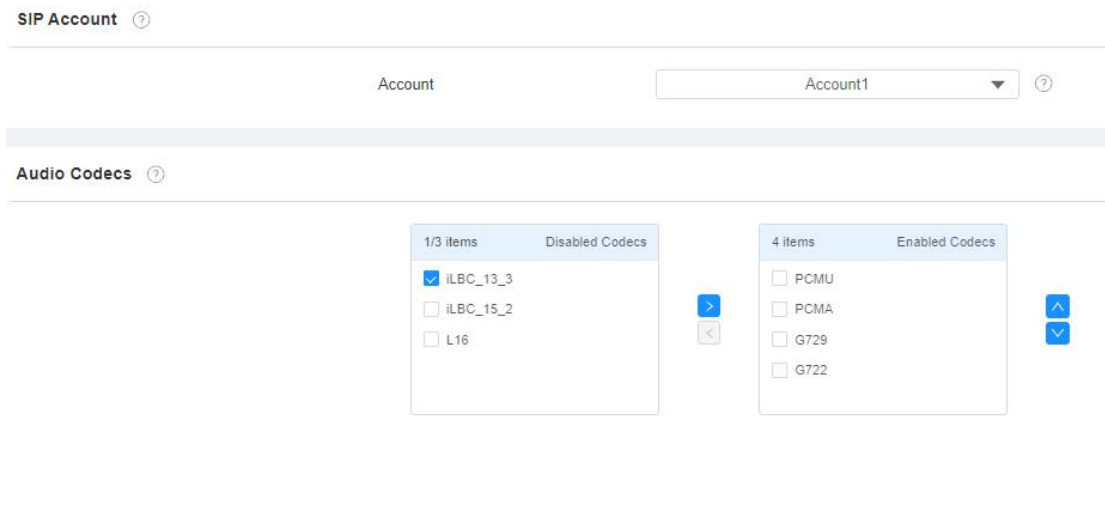 SIP Account ?
Account Account1 ?
Audio Codecs ?
1/3 items Disabled Codecs
iLBC_13_3
iLBC_15_2
L16
4 items Enabled Codecs
PCMU
PCMA
G729
G722